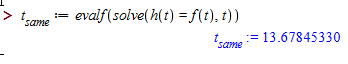 > t_same := evalf(solve(h(t) = f(t), t))
t_same := 13.67845330